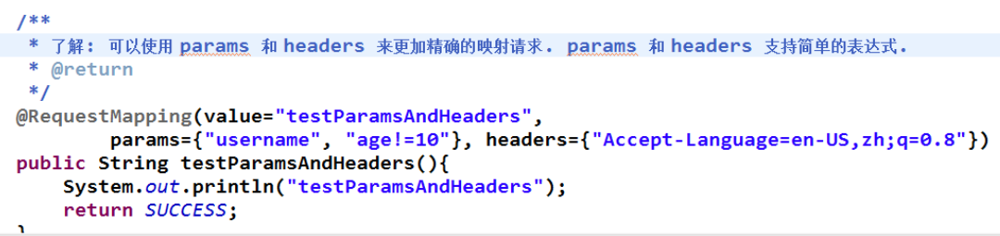 /**
 * 了解: 可以使用 params 和 headers 来更加精确的映射请求. params 和 headers 支持简单的表达式.
 * @return
 */
@RequestMapping(value="testParamsAndHeaders",
        params={"username", "age!=10"}, headers={"Accept-Language=en-US,zh;q=0.8"})
public String testParamsAndHeaders(){
    System.out.println("testParamsAndHeaders");
    return SUCCESS;
}